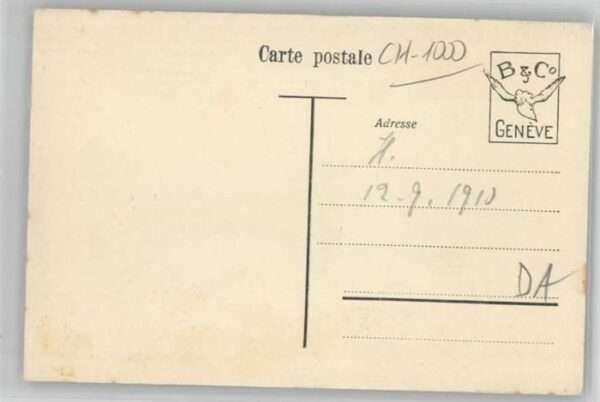 Carte postale CH-1000
B & Co
GENÈVE
Adresse
H.
12-9.1910
DA